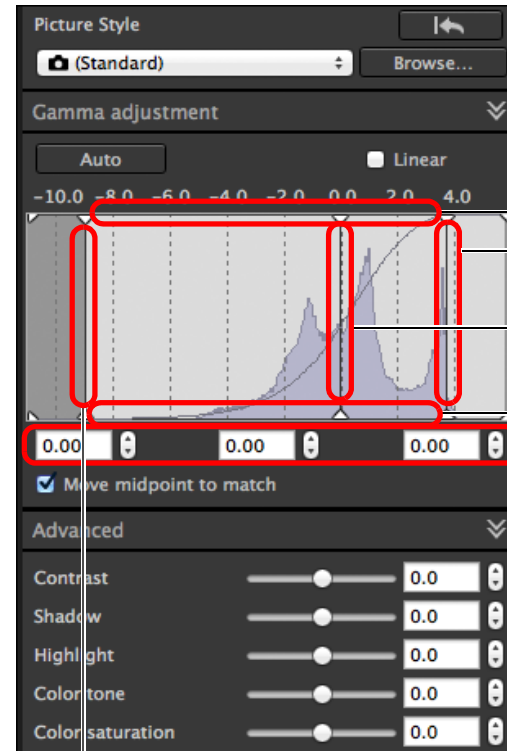 Picture Style
(Standard) Browse...
Gamma adjustment
Auto Linear
-10.0 -8.0 -6.0 -4.0 -2.0 0.0 2.0 4.0
0.00 0.00 0.00
Move midpoint to match
Advanced
Contrast 0.0
Shadow 0.0
Highlight 0.0
Color tone 0.0
Color saturation 0.0